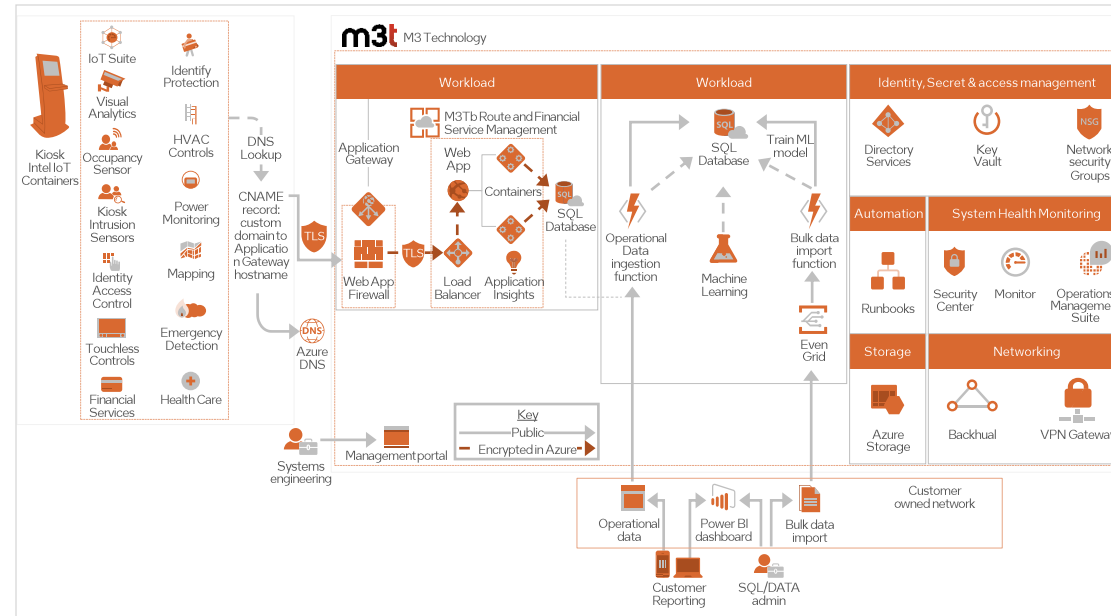 m3t M3 Technology
Kiosk
Intel IoT
Containers
IoT Suite
Visual
Analytics
Occupancy
Sensor
Kiosk
Intrusion
Sensors
Identity
Access
Control
Touchless
Controls
Financial
Services
Identify
Protection
HVAC
Controls
Power
Monitoring
Mapping
Emergency
Detection
Health Care
DNS
Lookup
CNAME
record:
custom
domain to
Applicatio
n Gateway
hostname
TLS
DNS
Azure
DNS
Workload
Application
Gateway
Web App
Firewall
TLS
M3Tb Route and Financial
Service Management
Web
App
Containers
Load
Balancer
Application
Insights
SQL
SQL
Database
Workload
SQL
SQL
Database
Train ML
model
Operational
Data
ingestion
function
Machine
Learning
Bulk data
import
function
Even
Grid
Identity, Secret & access management
Directory
Services
Key
Vault
NSG
Network
security
Groups
Automation
Runbooks
System Health Monitoring
Security
Center
Monitor
Operations
Manageme
Suite
Storage
Azure
Storage
Networking
Backhual
VPN Gateway
Key
Public
Encrypted in Azure
Systems
engineering
Management portal
Operational
data
Power BI
dashboard
Bulk data
import
Customer
owned network
Customer
Reporting
SQL/DATA
admin